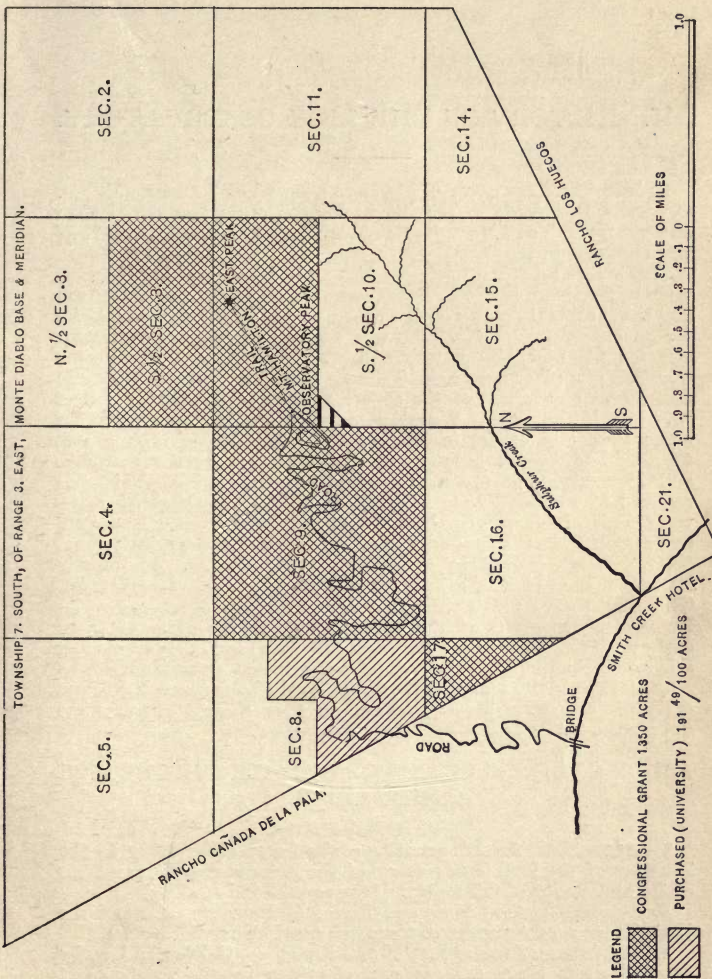 TOWNSHIP 7. SOUTH, OF RANGE 3. EAST, MONTE DIABLO BASE & MERIDIAN.
SEC.5.
SEC.4.
N. 1/2 SEC.3.
SEC.2.
S. 1/2 SEC.3.
SEC.8.
SEC.9.
ROAD
TRAIL
MT. HAMILTON
EAST PEAK
OBSERVATORY PEAK
SEC.11.
S. 1/2 SEC.10.
RANCHO CAÑADA DE LA PALA.
SEC 17
SEC.16.
SEC.15.
SEC.14.
Sulphur Creek
N
S
ROAD
BRIDGE
SMITH CREEK HOTEL.
SEC.21.
RANCHO LOS HUECOS
LEGEND
CONGRESSIONAL GRANT 1350 ACRES
PURCHASED (UNIVERSITY) 191 49/100 ACRES
SCALE OF MILES
1.0 .9 .8 .7 .6 .5 .4 .3 .2 .1 0 1.0